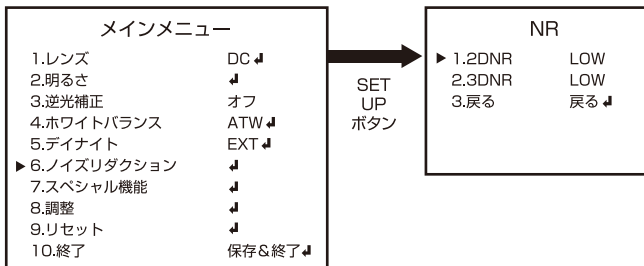 メインメニュー
1.レンズ DC↲
2.明るさ ↲
3.逆光補正 オフ
4.ホワイトバランス ATW↲
5.デイナイト EXT↲
▶ 6.ノイズリダクション ↲
7.スペシャル機能 ↲
8.調整 ↲
9.リセット ↲
10.終了 保存&終了↲
SET
UP
ボタン
NR
▶ 1.2DNR LOW
2.3DNR LOW
3.戻る 戻る↲